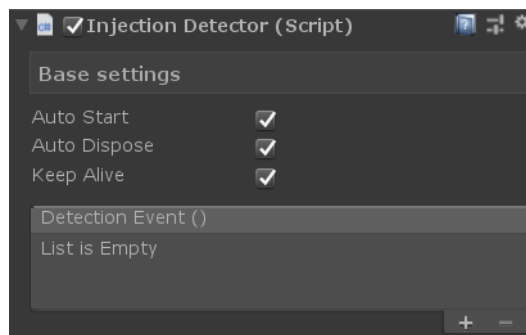 Injection Detector (Script)
Base settings
Auto Start
Auto Dispose
Keep Alive
Detection Event ()
List is Empty